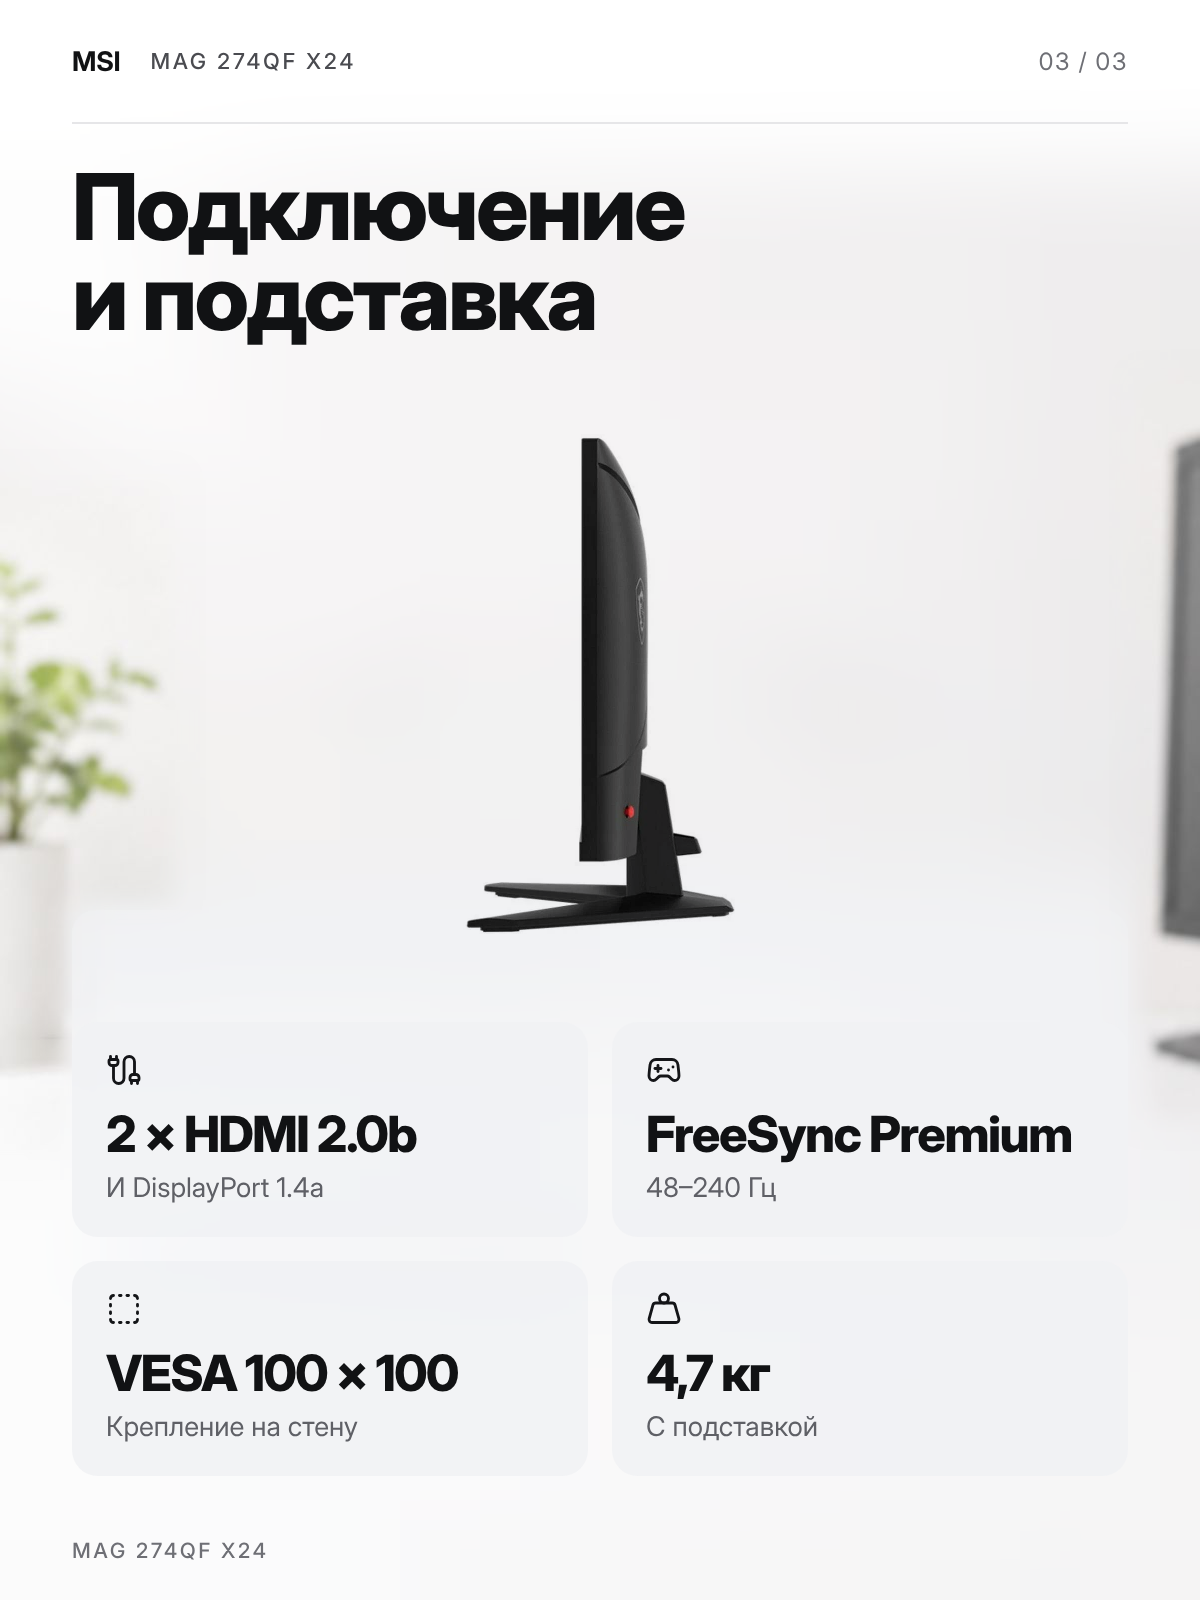 MSI MAG 274QF X24 03 / 03
Подключение
и подставка
2 × HDMI 2.0b
И DisplayPort 1.4a
FreeSync Premium
48–240 Гц
VESA 100 × 100
Крепление на стену
4,7 кг
С подставкой
MAG 274QF X24